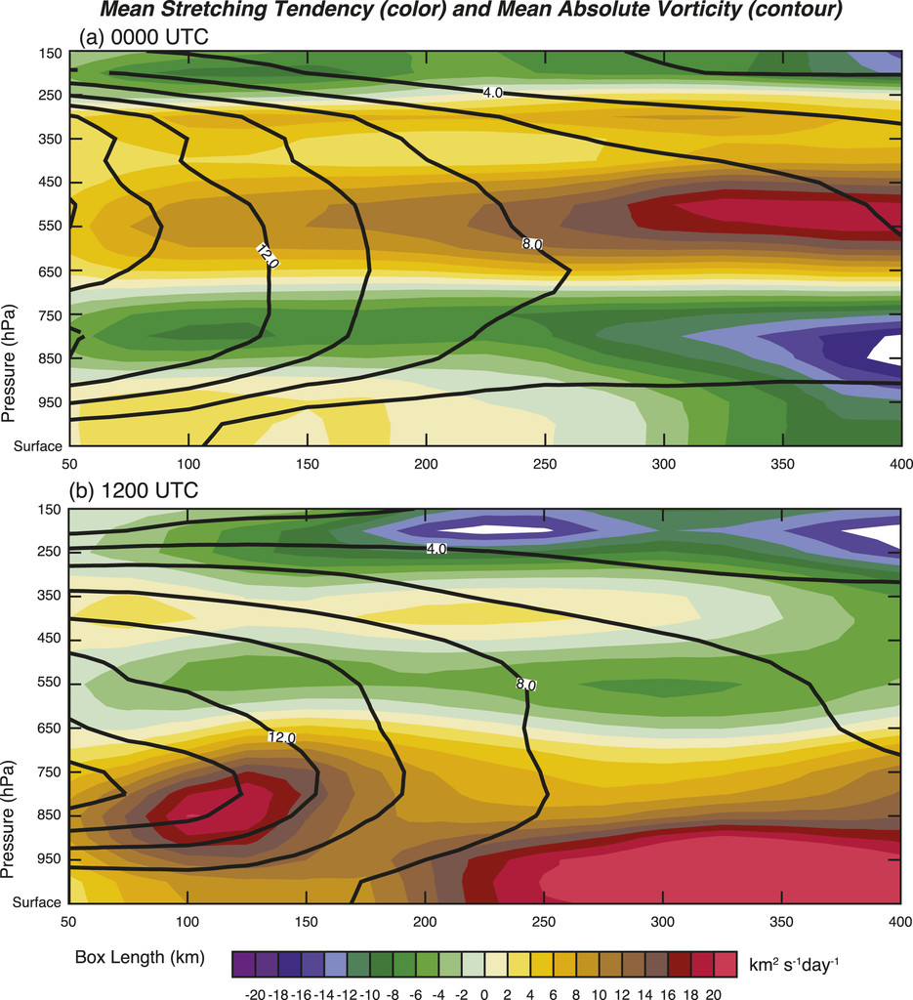 Mean Stretching Tendency (color) and Mean Absolute Vorticity (contour)
(a) 0000 UTC
150
250
350
450
550
650
750
850
950
Surface
Pressure (hPa)
4.0
8.0
12.0
50 100 150 200 250 300 350 400
(b) 1200 UTC
150
250
350
450
550
650
750
850
950
Surface
Pressure (hPa)
4.0
8.0
12.0
50 100 150 200 250 300 350 400
Box Length (km)
km² s⁻¹day⁻¹
-20 -18 -16 -14 -12 -10 -8 -6 -4 -2 0 2 4 6 8 10 12 14 16 18 20